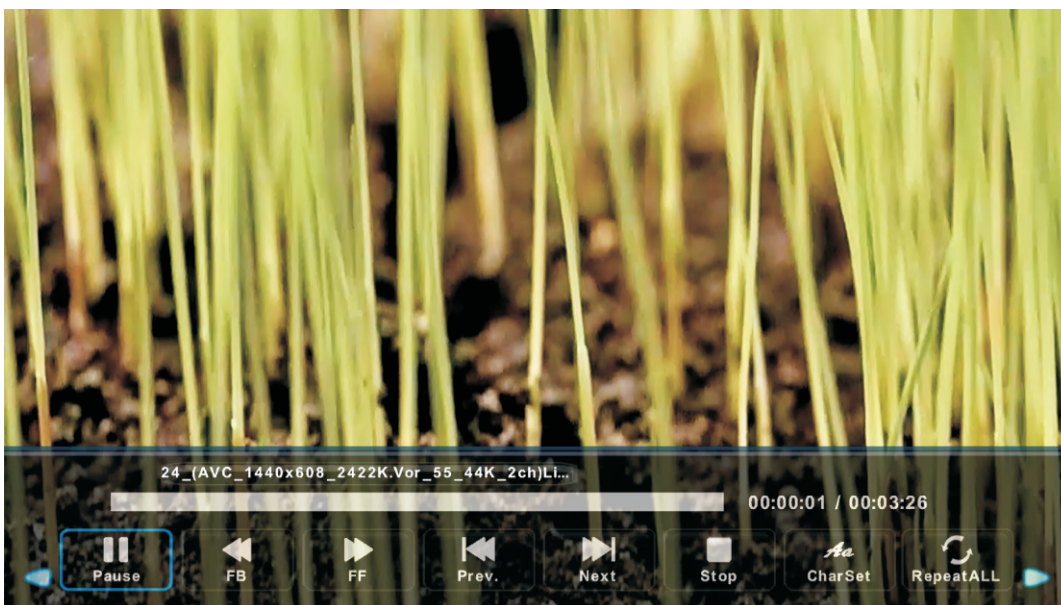 24_(AVC_1440x608_2422K.Vor_55_44K_2ch)Li...
00:00:01 / 00:03:26
Pause FB FF Prev. Next Stop CharSet RepeatALL
Aa